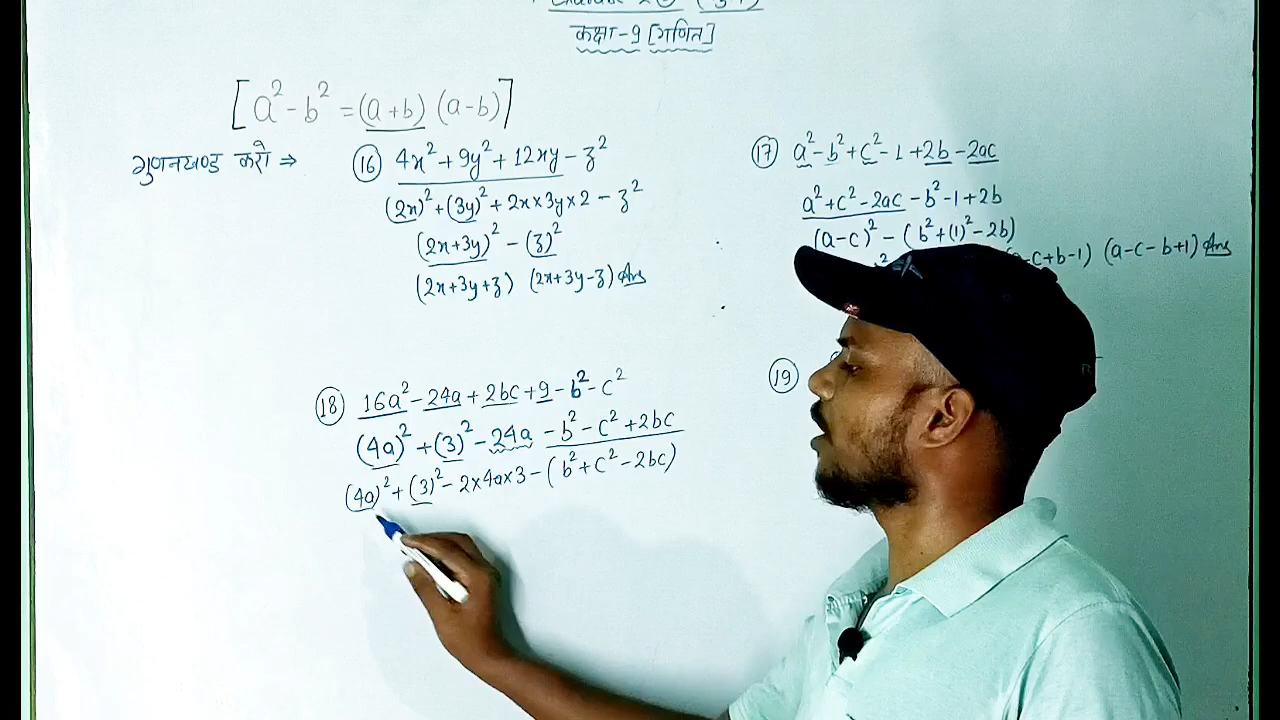 कक्षा-9 [गणित]
[a² - b² = (a+b) (a-b)]
गुणनखण्ड करो ⇒
(16) 4x² + 9y² + 12xy - z²
(2x)² + (3y)² + 2x × 3y × 2 - z²
(2x+3y)² - (z)²
(2x+3y+z) (2x+3y-z) Ans
(17) a² - b² + c² - 1 + 2b - 2ac
a² + c² - 2ac - b² - 1 + 2b
(a-c)² - (b² + (1)² - 2b)
-c+b-1) (a-c-b+1) Ans
(18) 16a² - 24a + 2bc + 9 - b² - c²
(4a)² + (3)² - 24a - b² - c² + 2bc
(4a)² + (3)² - 2×4a×3 - (b² + c² - 2bc)
(19)